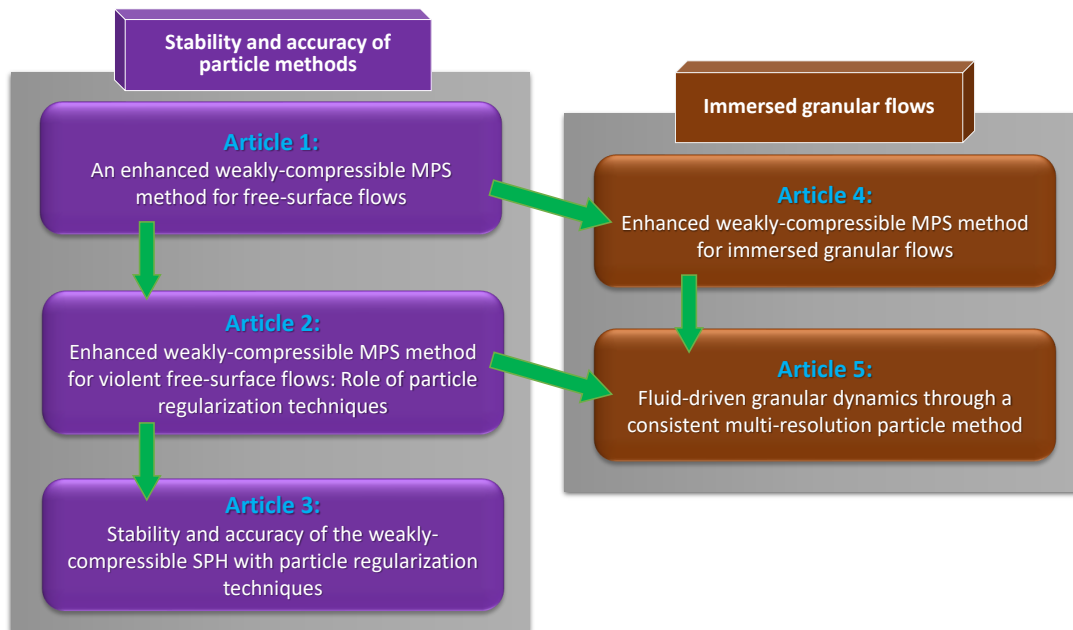 Stability and accuracy of
particle methods
Article 1:
An enhanced weakly-compressible MPS
method for free-surface flows
Article 2:
Enhanced weakly-compressible MPS method
for violent free-surface flows: Role of particle
regularization techniques
Article 3:
Stability and accuracy of the weakly-
compressible SPH with particle regularization
techniques
Immersed granular flows
Article 4:
Enhanced weakly-compressible MPS method
for immersed granular flows
Article 5:
Fluid-driven granular dynamics through a
consistent multi-resolution particle method